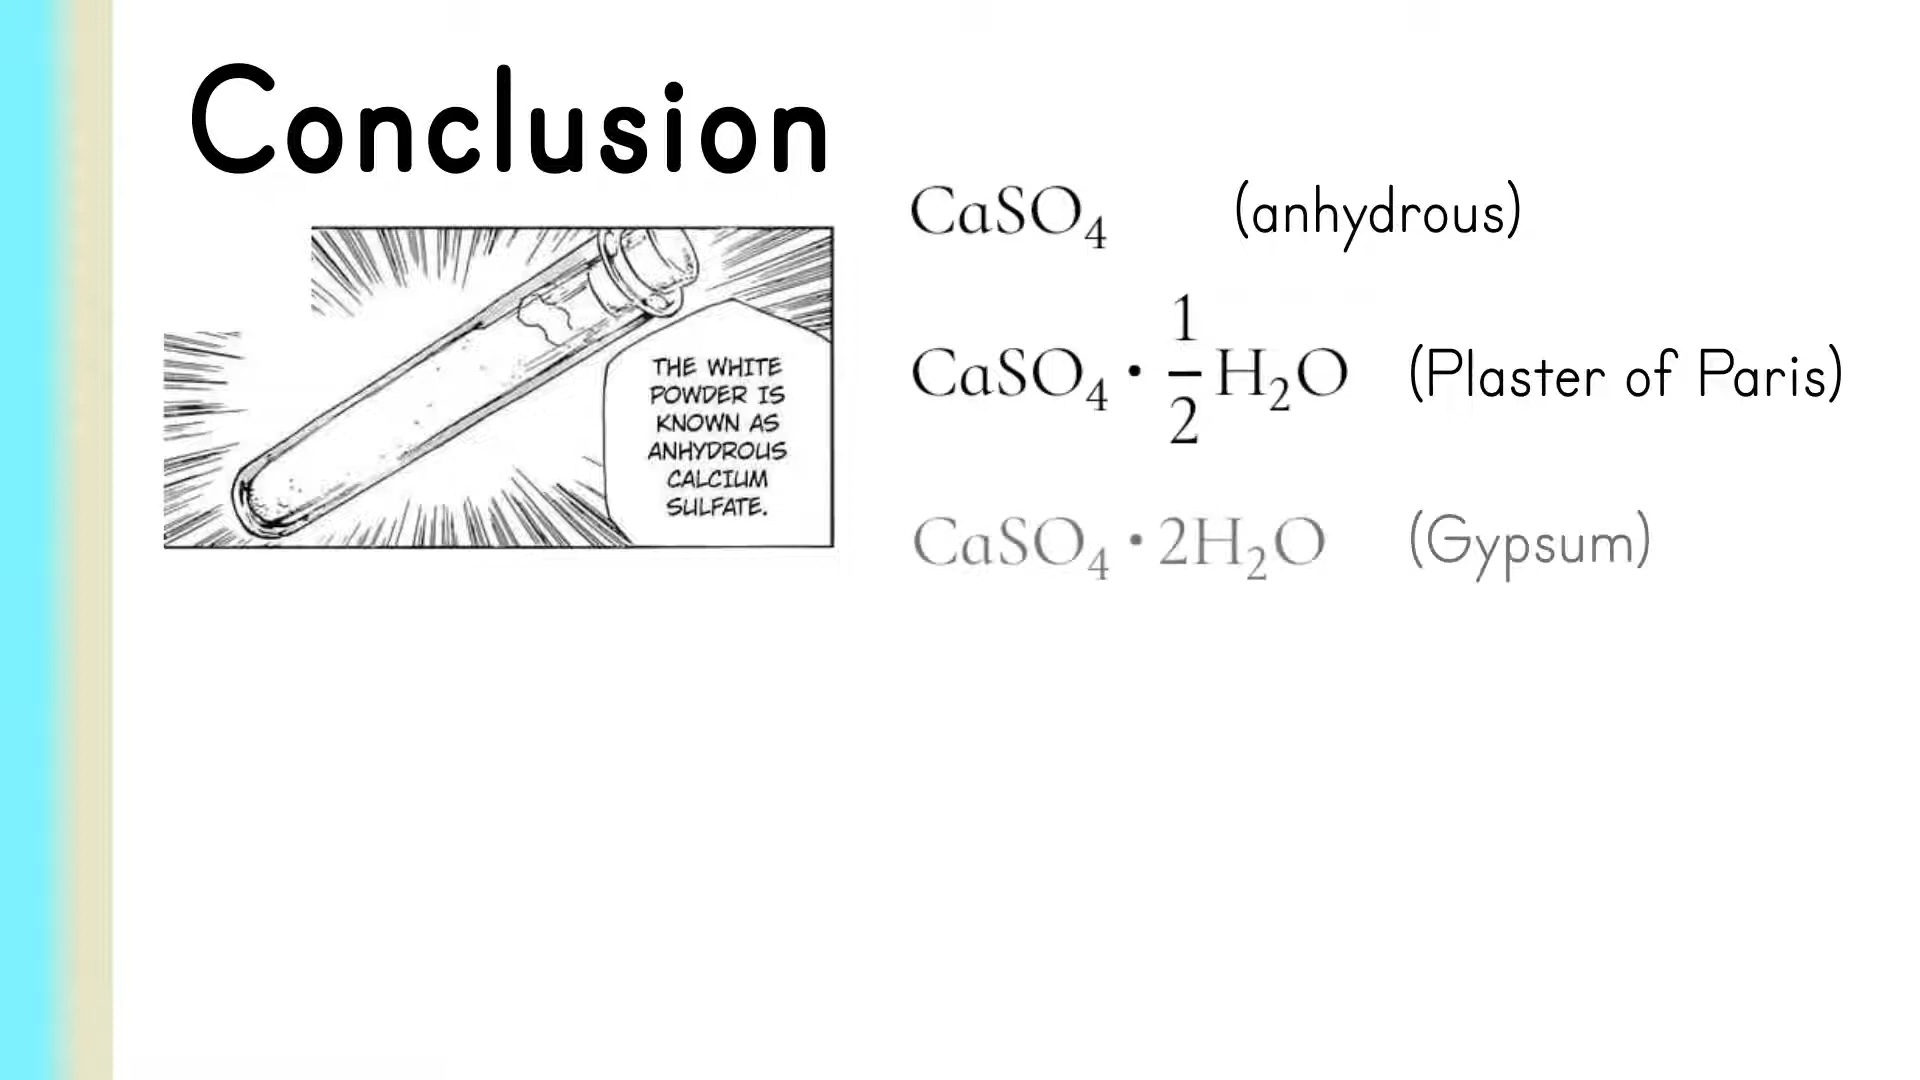 Conclusion
CaSO₄ (anhydrous)
CaSO₄ · 1/2 H₂O (Plaster of Paris)
CaSO₄ · 2H₂O (Gypsum)
THE WHITE
POWDER IS
KNOWN AS
ANHYDROUS
CALCIUM
SULFATE.